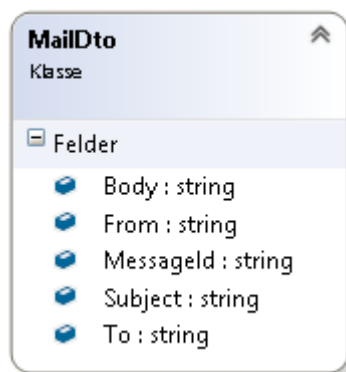 MailDto
Klasse
Felder
Body : string
From : string
MessageId : string
Subject : string
To : string